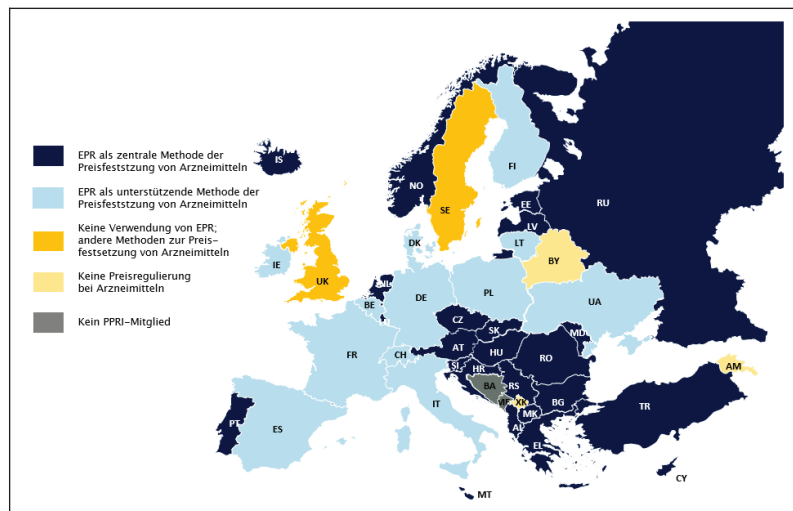 EPR als zentrale Methode der
Preisfeststzung von Arzneimitteln
EPR als unterstützende Methode der
Preisfeststzung von Arzneimitteln
Keine Verwendung von EPR;
andere Methoden zur Preis-
festsetzung von Arzneimitteln
Keine Preisregulierung
bei Arzneimitteln
Kein PPRI-Mitglied
IS
NO
SE
FI
RU
EE
LV
LT
DK
BY
IE
UK
NL
BE
DE
PL
UA
CZ
SK
MD
FR
CH
AT
HU
RO
SI
HR
BA
RS
ME
XK
BG
AM
IT
MK
AL
TR
PT
ES
EL
CY
MT